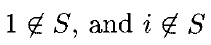 1 ∉ S, and i ∉ S